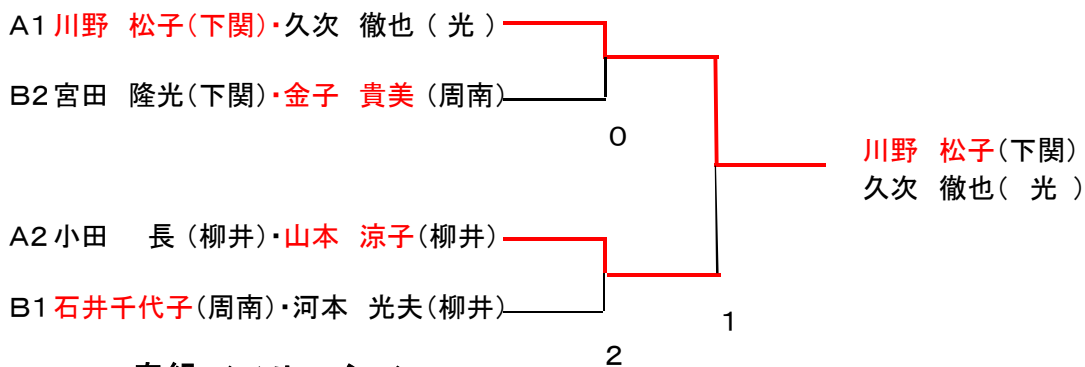 A1 川野 松子(下関)・久次 徹也 ( 光 )
B2 宮田 隆光(下関)・金子 貴美 (周南)
0
川野 松子(下関)
久次 徹也( 光 )
A2 小田 長 (柳井)・山本 涼子(柳井)
B1 石井千代子(周南)・河本 光夫(柳井)
1
2